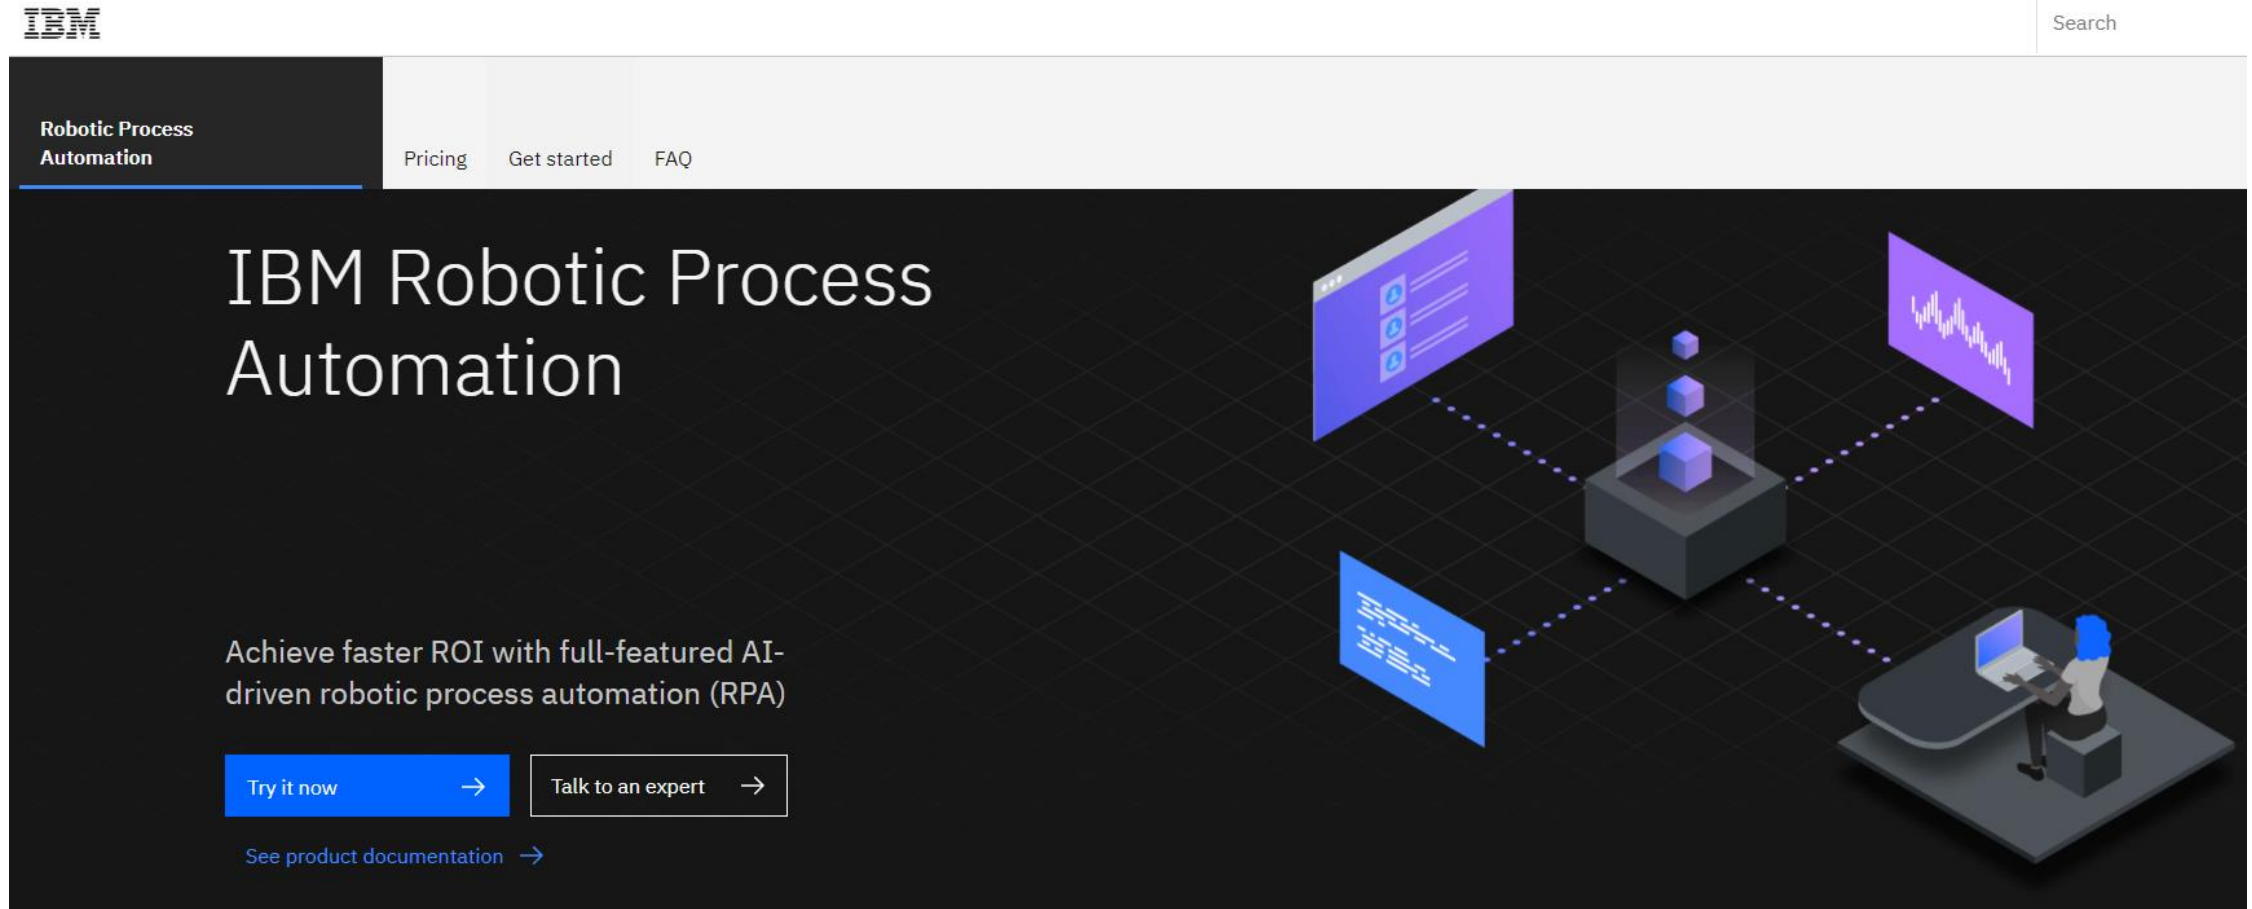 IBM
Search
Robotic Process
Automation
Pricing
Get started
FAQ
IBM Robotic Process
Automation
Achieve faster ROI with full-featured AI-
driven robotic process automation (RPA)
Try it now
Talk to an expert
See product documentation